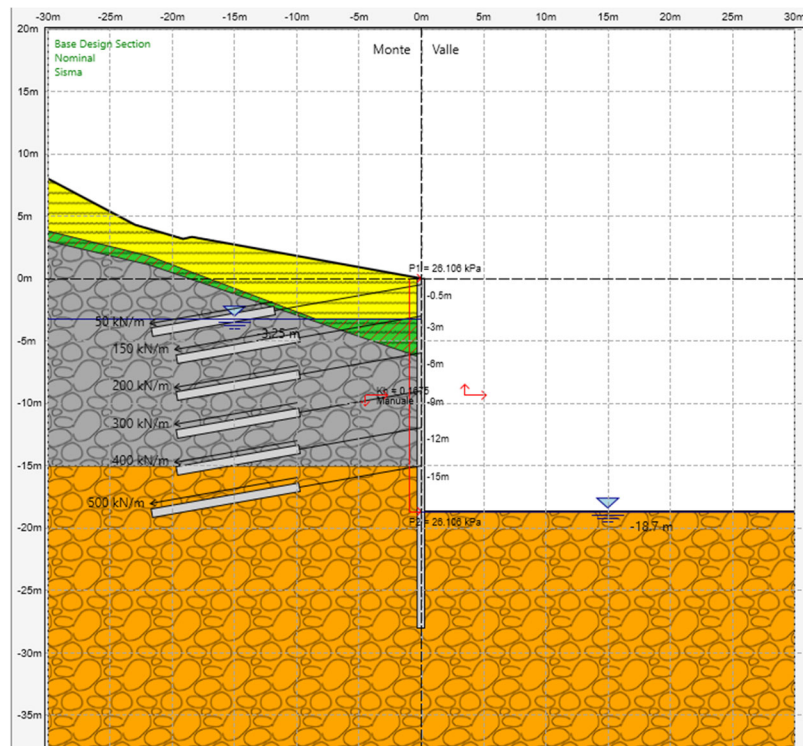 -30m -25m -20m -15m -10m -5m 0m 5m 10m 15m 20m 25m 30m
20m
Base Design Section
Nominal
Sisma
Monte Valle
15m
10m
5m
P1 = 26.106 kPa
0m
-0.5m
50 kN/m
3.25 m
-3m
150 kN/m
-5m
-6m
200 kN/m
Kh = 0.1675
Manuale
-9m
-10m
300 kN/m
-12m
400 kN/m
-15m
-15m
500 kN/m
P2 = 26.106 kPa
-18.7 m
-20m
-25m
-30m
-35m